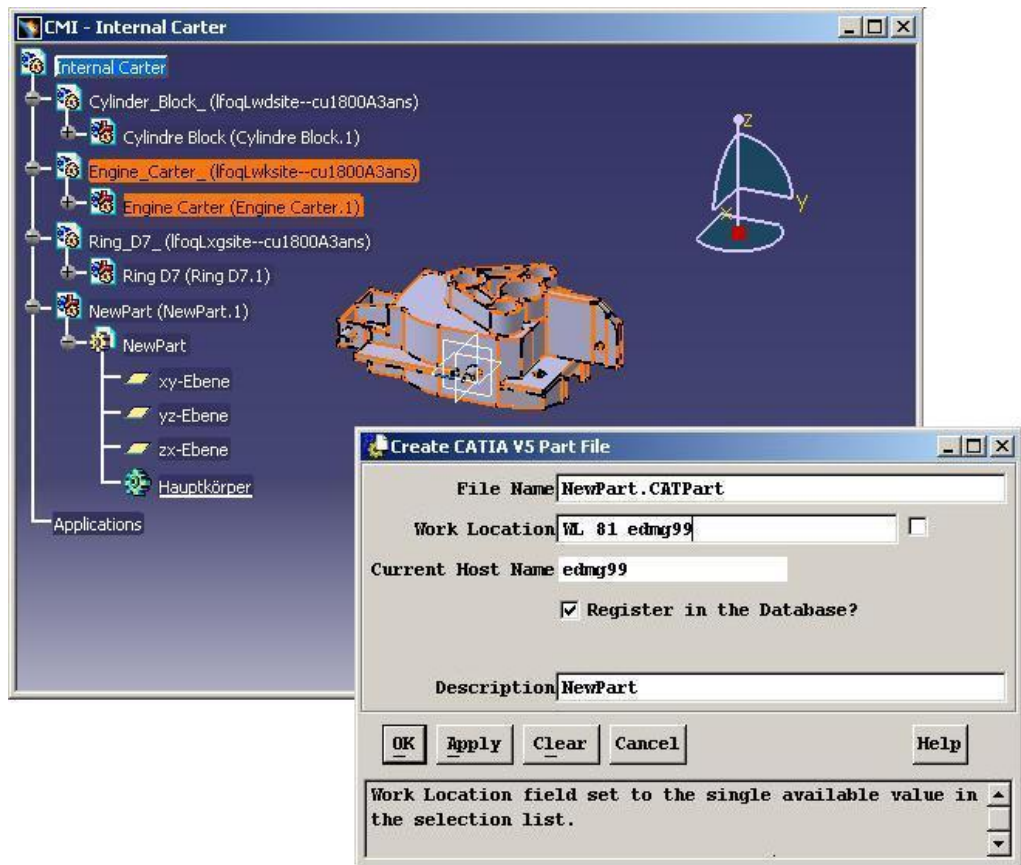 CMI - Internal Carter
Internal Carter
Cylinder_Block_ (lfoqLwdsite--cu1800A3ans)
Cylindre Block (Cylindre Block.1)
Engine_Carter_ (lfoqLwksite--cu1800A3ans)
Engine Carter (Engine Carter.1)
Ring_D7_ (lfoqLxgsite--cu1800A3ans)
Ring D7 (Ring D7.1)
NewPart (NewPart.1)
NewPart
xy-Ebene
yz-Ebene
zx-Ebene
Hauptkörper
Applications
z
y
x
Create CATIA V5 Part File
File Name NewPart.CATPart
Work Location WL 81 edmg99
Current Host Name edmg99
Register in the Database?
Description NewPart
OK Apply Clear Cancel Help
Work Location field set to the single available value in
the selection list.